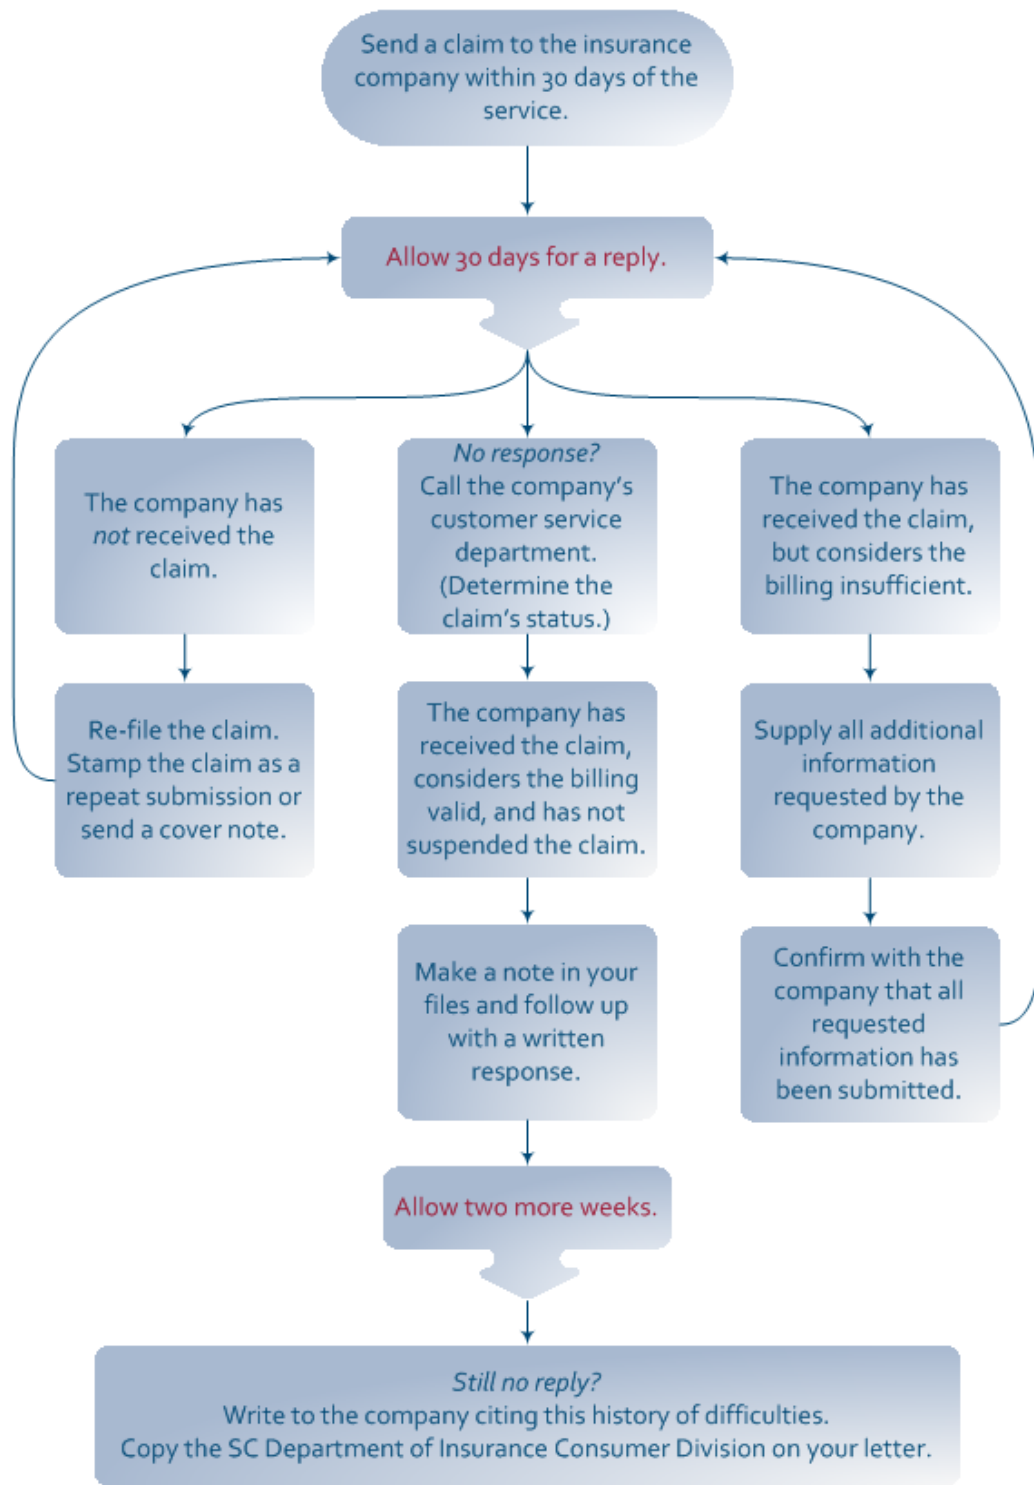 Send a claim to the insurance
company within 30 days of the
service.
Allow 30 days for a reply.
The company has
not received the
claim.
Re-file the claim.
Stamp the claim as a
repeat submission or
send a cover note.
No response?
Call the company's
customer service
department.
(Determine the
claim's status.)
The company has
received the claim,
considers the billing
valid, and has not
suspended the claim.
Make a note in your
files and follow up
with a written
response.
Allow two more weeks.
The company has
received the claim,
but considers the
billing insufficient.
Supply all additional
information
requested by the
company.
Confirm with the
company that all
requested
information has
been submitted.
Still no reply?
Write to the company citing this history of difficulties.
Copy the SC Department of Insurance Consumer Division on your letter.